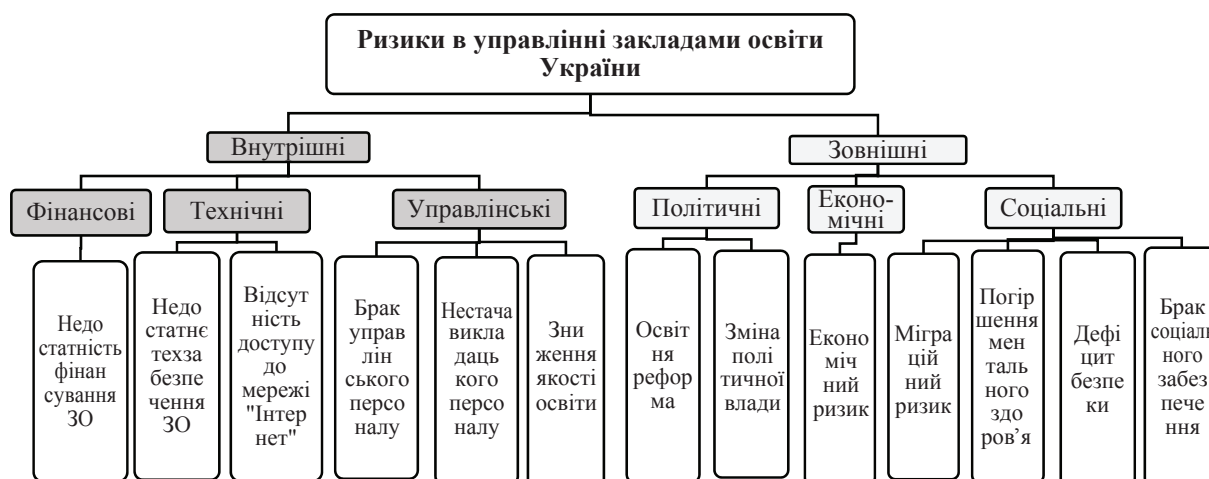 Ризики в управлінні закладами освіти
України
Внутрішні
Зовнішні
Фінансові
Технічні
Управлінські
Політичні
Еконо-
мічні
Соціальні
Недо
статність
фінан
сування
ЗО
Недо
статнє
техза
безпе
чення
ЗО
Відсут
ність
доступу
до
мережі
"Інтер
нет"
Брак
управ
лін
ського
персо
налу
Нестача
викла
даць
кого
персо
налу
Зни
ження
якості
освіти
Освіт
ня
рефор
ма
Зміна
полі
тичної
влади
Еконо
міч
ний
ризик
Мігра
цій
ний
ризик
Погір
шення
мен
таль
ного
здо
ров’я
Дефі
цит
безпе
ки
Брак
соціаль
ного
забез
пече
ння